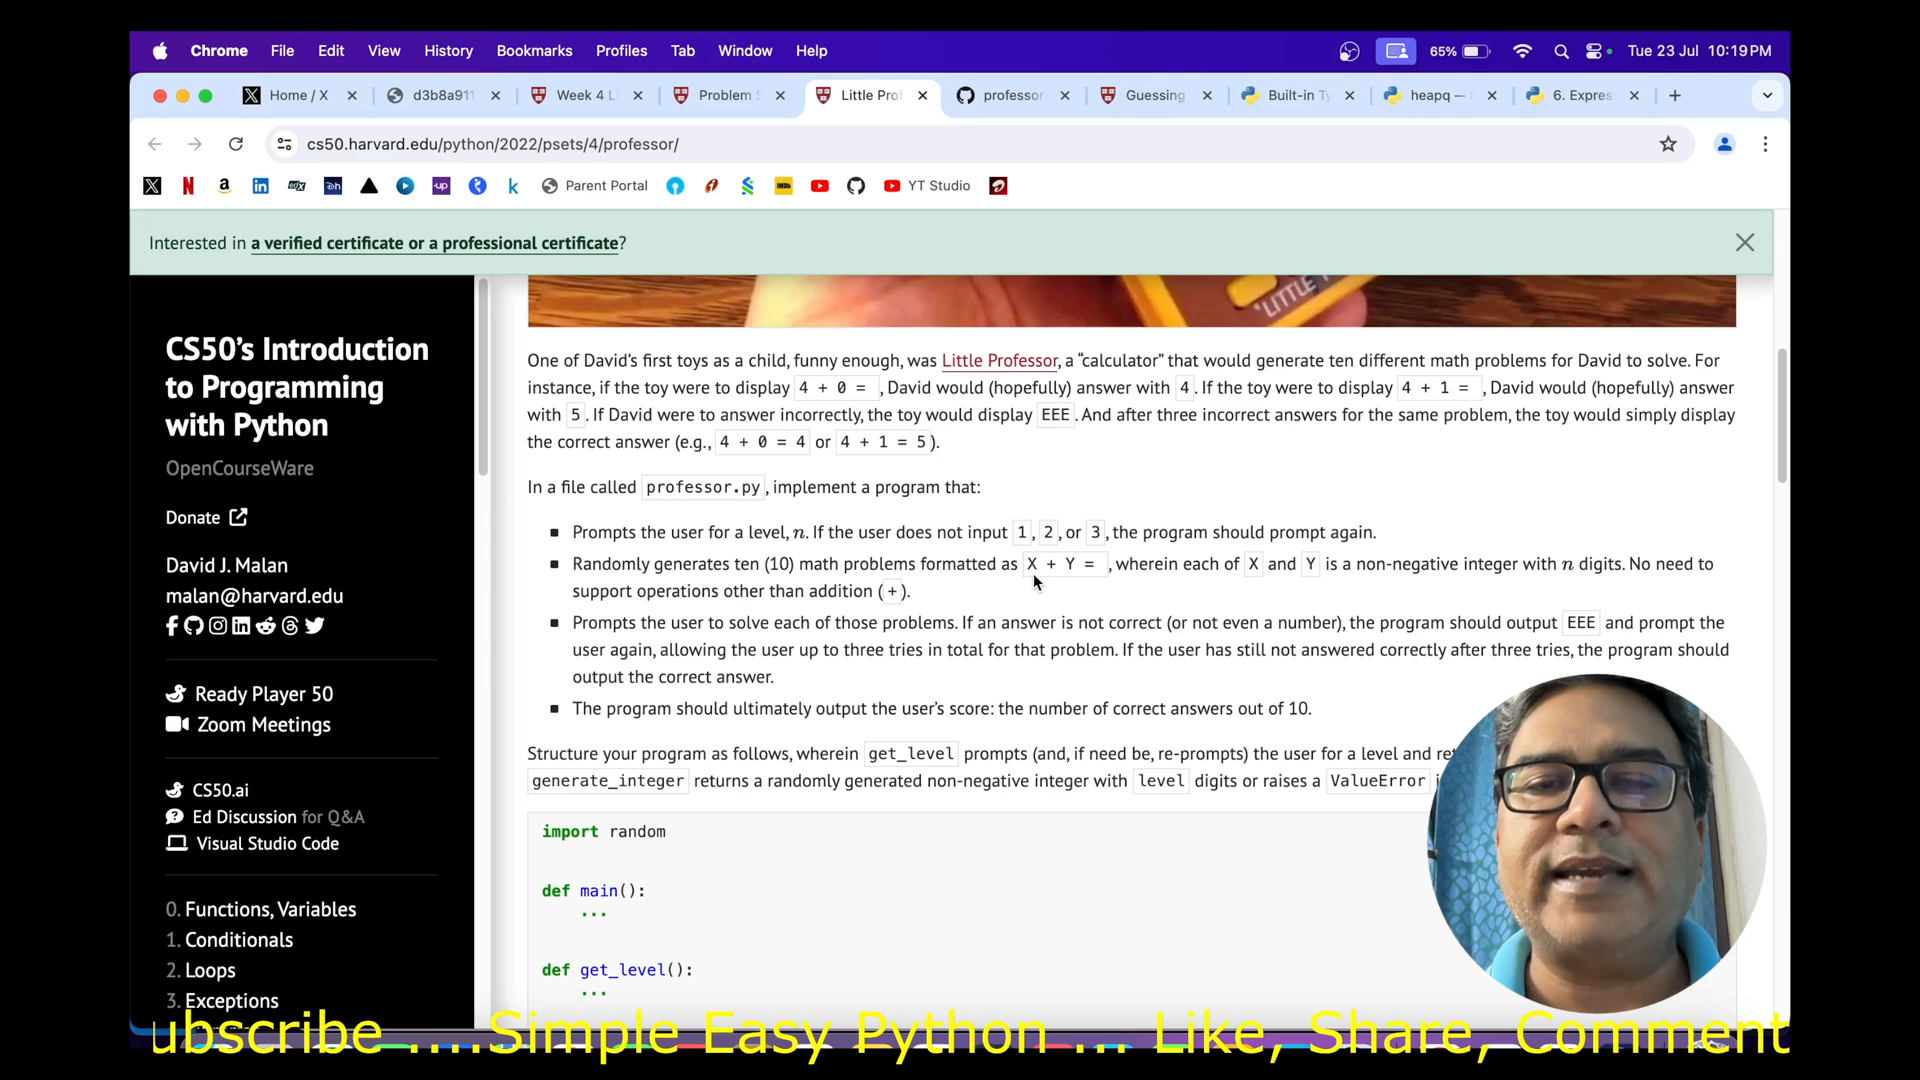 Chrome File Edit View History Bookmarks Profiles Tab Window Help 65% Tue 23 Jul 10:19 PM
Home / X d3b8a911 Week 4 L Problem S Little Prof professor Guessing Built-in T heapq — 6. Expres
cs50.harvard.edu/python/2022/psets/4/professor/
Parent Portal YT Studio
Interested in a verified certificate or a professional certificate?
"LITTLE
CS50's Introduction
to Programming
with Python
OpenCourseWare
Donate
David J. Malan
malan@harvard.edu
Ready Player 50
Zoom Meetings
CS50.ai
Ed Discussion for Q&A
Visual Studio Code
0. Functions, Variables
1. Conditionals
2. Loops
3. Exceptions
One of David's first toys as a child, funny enough, was Little Professor, a “calculator” that would generate ten different math problems for David to solve. For
instance, if the toy were to display 4 + 0 = , David would (hopefully) answer with 4. If the toy were to display 4 + 1 = , David would (hopefully) answer
with 5. If David were to answer incorrectly, the toy would display EEE. And after three incorrect answers for the same problem, the toy would simply display
the correct answer (e.g., 4 + 0 = 4 or 4 + 1 = 5).
In a file called professor.py, implement a program that:
Prompts the user for a level, n. If the user does not input 1, 2, or 3, the program should prompt again.
Randomly generates ten (10) math problems formatted as X + Y = , wherein each of X and Y is a non-negative integer with n digits. No need to
support operations other than addition (+).
Prompts the user to solve each of those problems. If an answer is not correct (or not even a number), the program should output EEE and prompt the
user again, allowing the user up to three tries in total for that problem. If the user has still not answered correctly after three tries, the program should
output the correct answer.
The program should ultimately output the user's score: the number of correct answers out of 10.
Structure your program as follows, wherein get_level prompts (and, if need be, re-prompts) the user for a level and re
generate_integer returns a randomly generated non-negative integer with level digits or raises a ValueError i
import random
def main():
...
def get_level():
...
ubscribe ....Simple Easy Python ... Like, Share, Comment